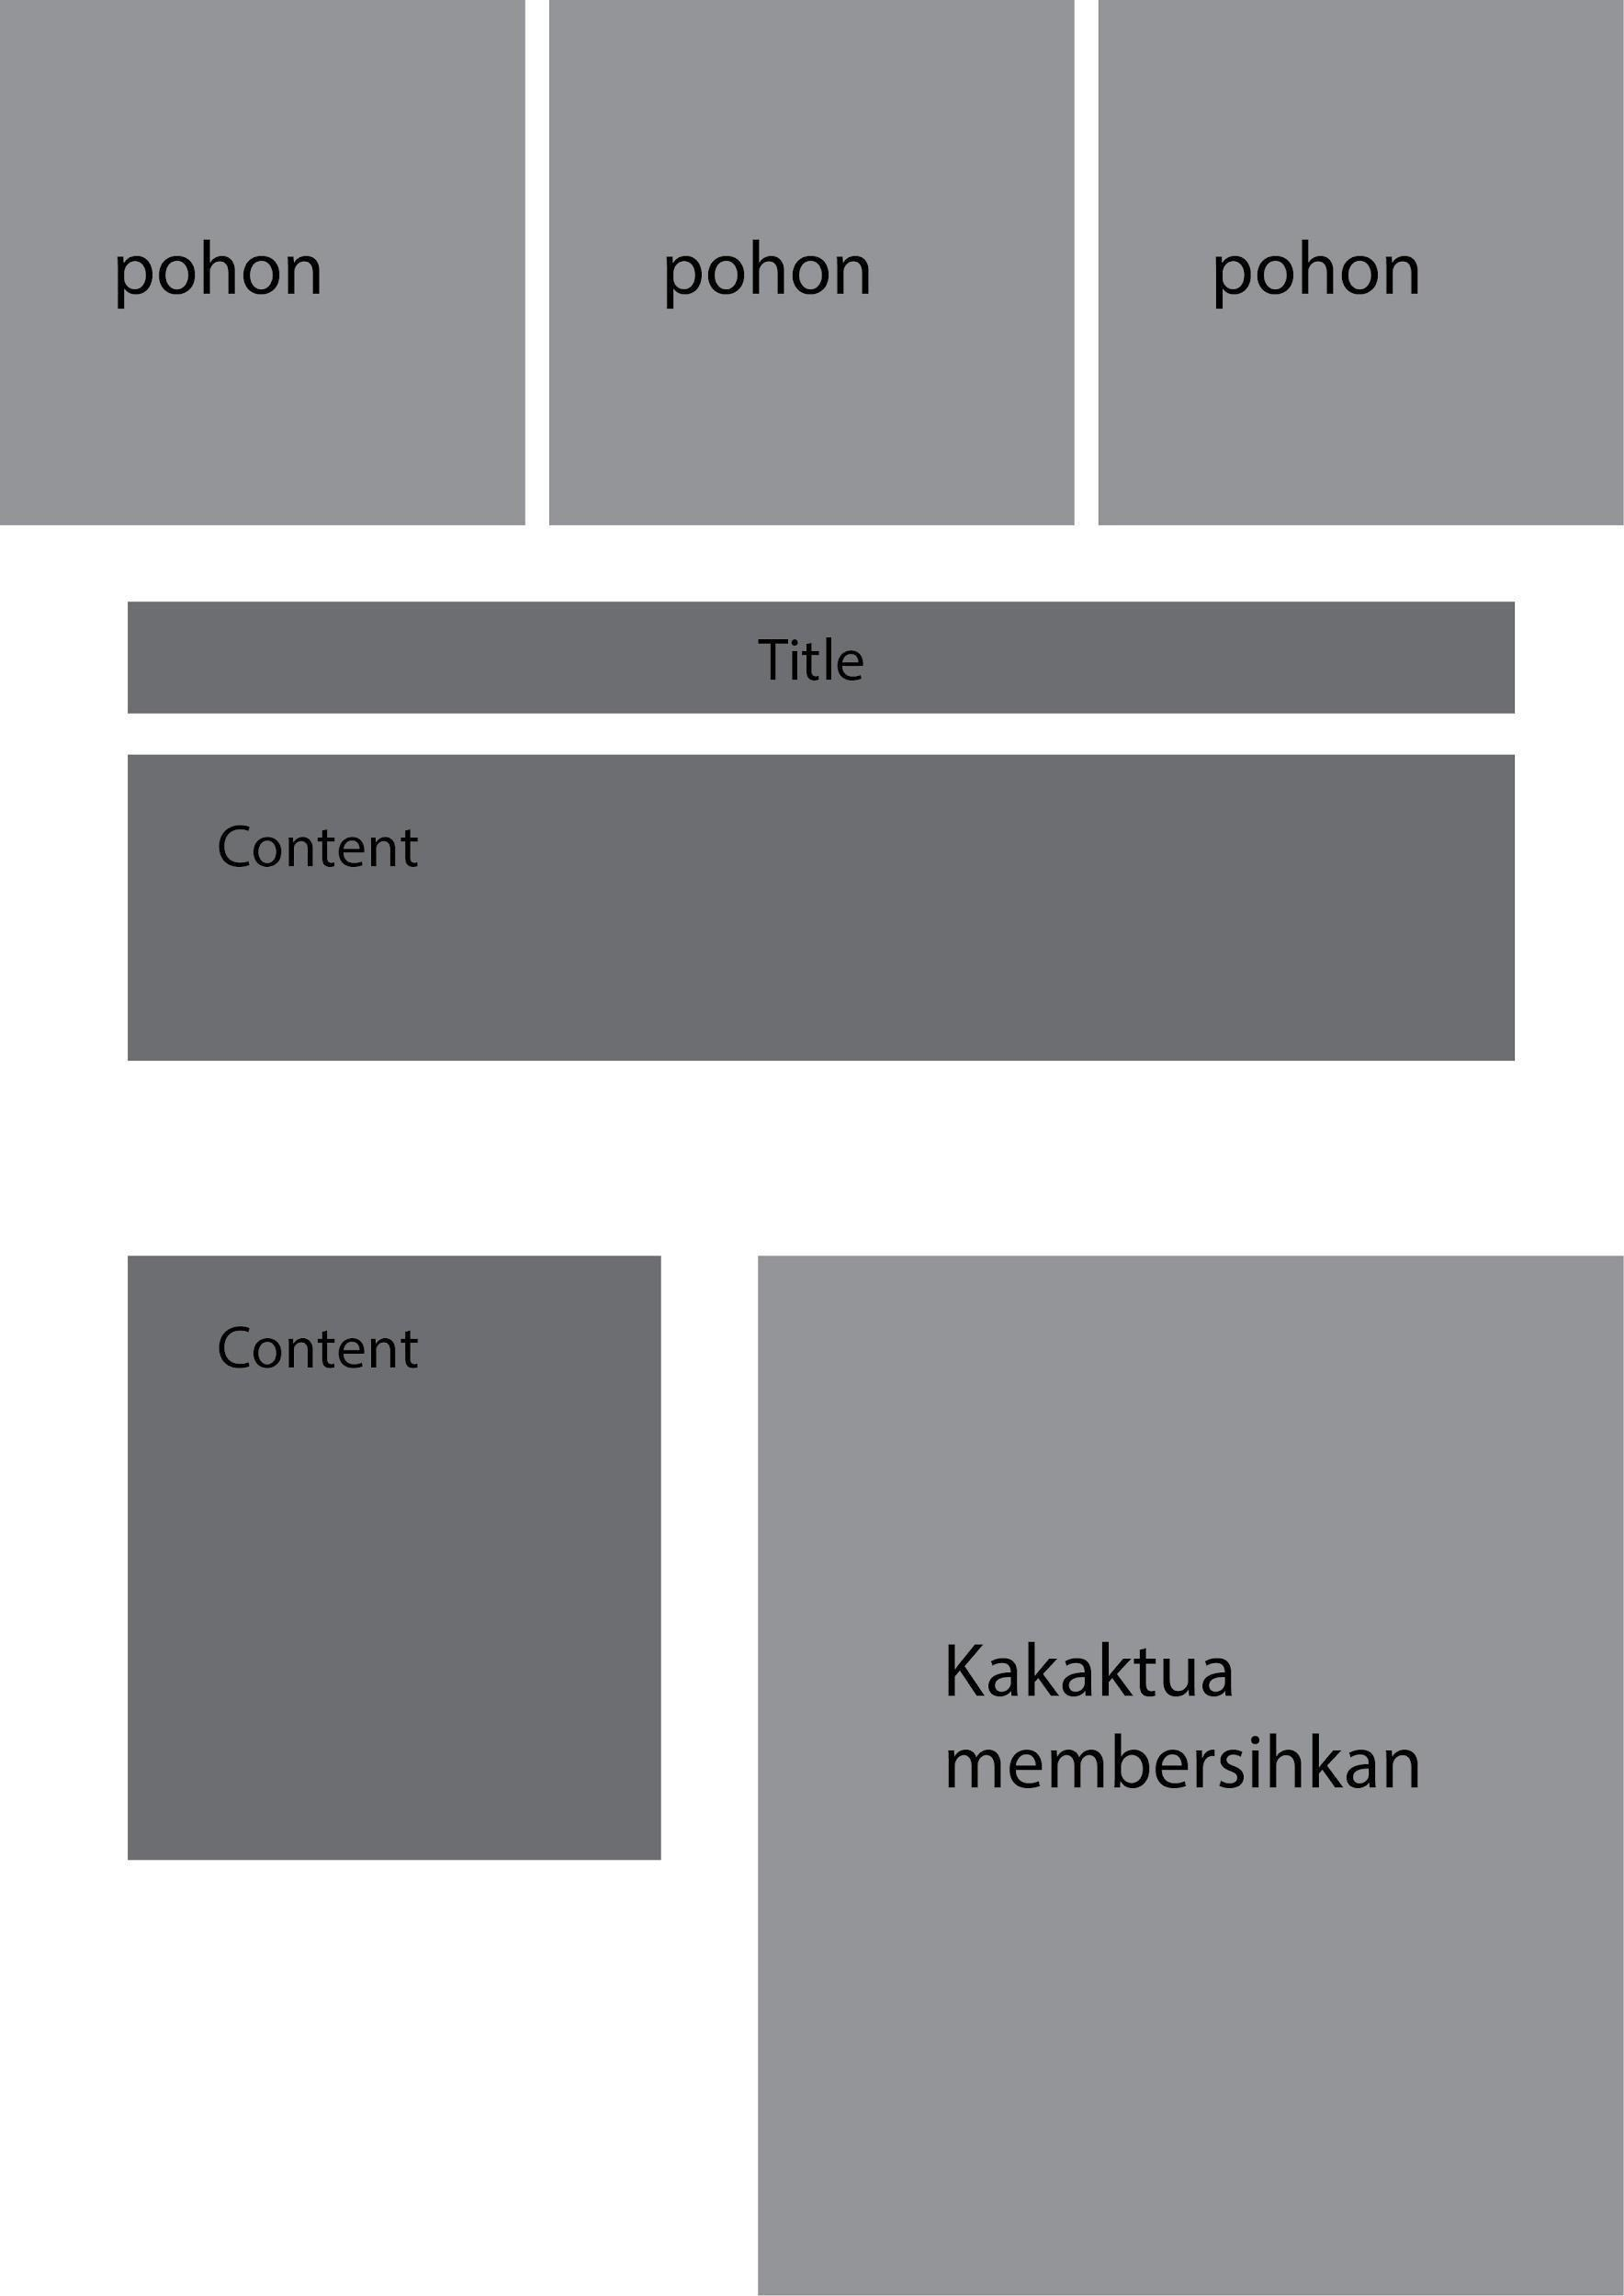 pohon
pohon
pohon
Title
Content
Content
Kakaktua
membersihkan